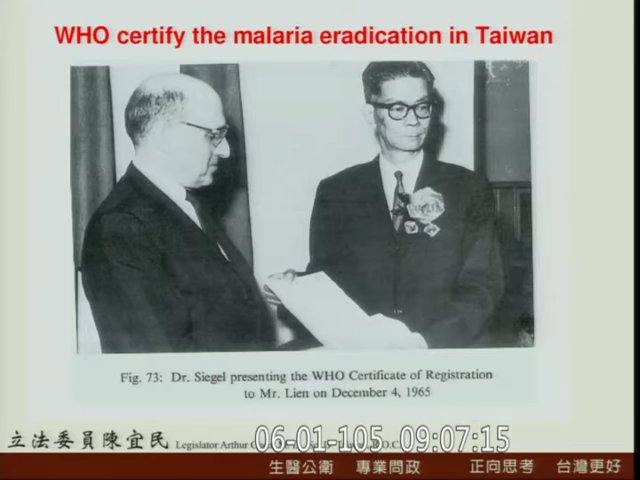 WHO certify the malaria eradication in Taiwan
Fig. 73: Dr. Siegel presenting the WHO Certificate of Registration
to Mr. Lien on December 4, 1965
立法委員陳宜民 Legislator Arthur
06-01-105 09:07:15
生醫公衛 專業問政 正向思考 台灣更好